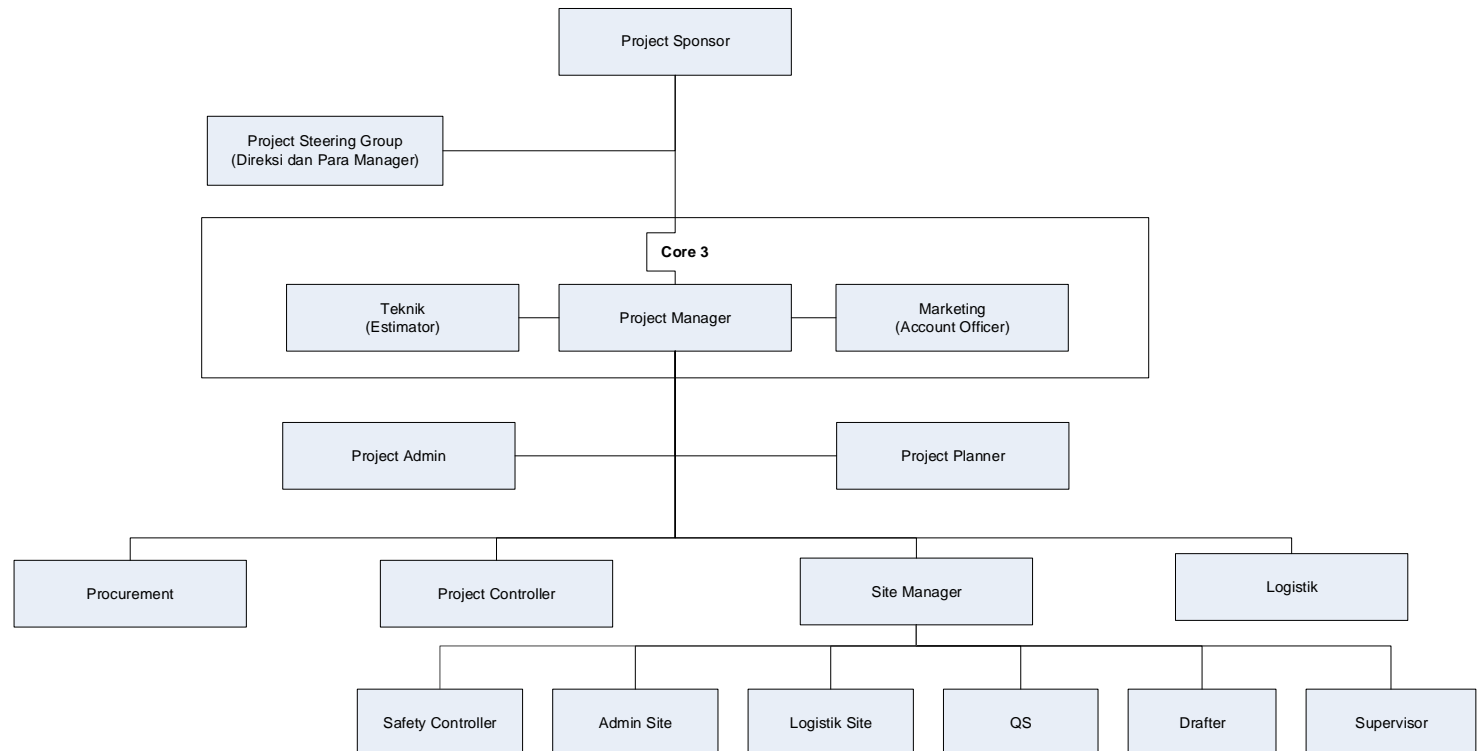 Project Sponsor
Project Steering Group
(Direksi dan Para Manager)
Core 3
Teknik
(Estimator)
Project Manager
Marketing
(Account Officer)
Project Admin
Project Planner
Procurement
Project Controller
Site Manager
Logistik
Safety Controller
Admin Site
Logistik Site
QS
Drafter
Supervisor